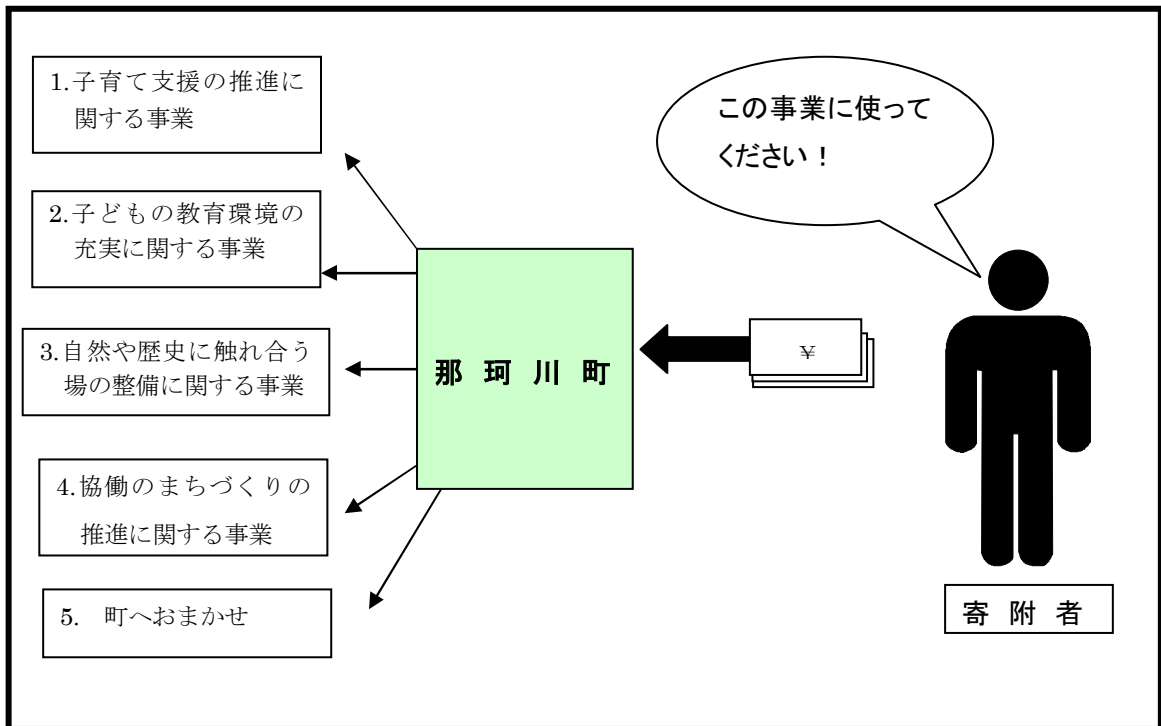 1.子育て支援の推進に
関する事業
2.子どもの教育環境の
充実に関する事業
3.自然や歴史に触れ合う
場の整備に関する事業
4.協働のまちづくりの
推進に関する事業
5.　町へおまかせ
那 珂 川 町
￥
この事業に使って
ください！
寄 附 者